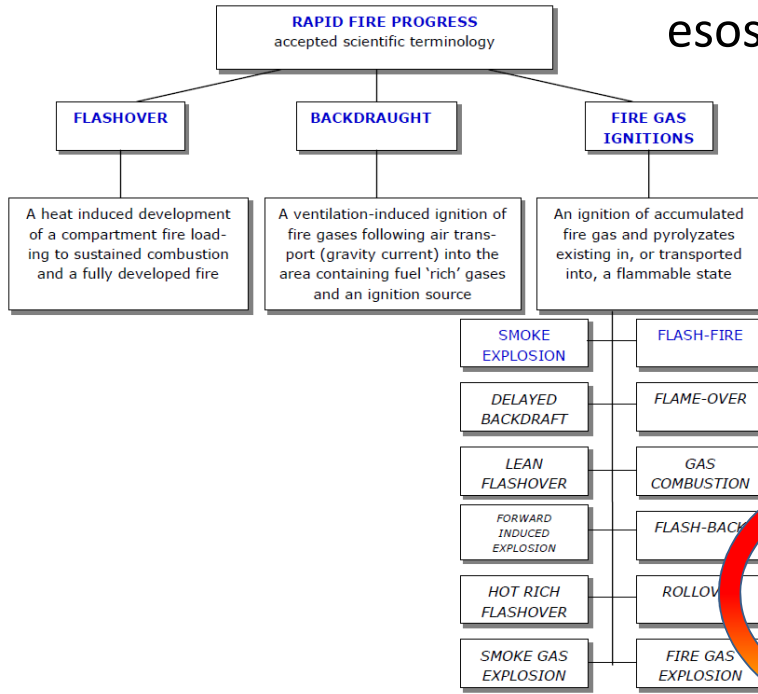 RAPID FIRE PROGRESS
accepted scientific terminology
esos
FLASHOVER
BACKDRAUGHT
FIRE GAS
IGNITIONS
A heat induced development
of a compartment fire load-
ing to sustained combustion
and a fully developed fire
A ventilation-induced ignition of
fire gases following air trans-
port (gravity current) into the
area containing fuel ‘rich’ gases
and an ignition source
An ignition of accumulated
fire gas and pyrolyzates
existing in, or transported
into, a flammable state
SMOKE
EXPLOSION
FLASH-FIRE
DELAYED
BACKDRAFT
FLAME-OVER
LEAN
FLASHOVER
GAS
COMBUSTION
FORWARD
INDUCED
EXPLOSION
FLASH-BACK
HOT RICH
FLASHOVER
SMOKE GAS
EXPLOSION
FIRE GAS
EXPLOSION